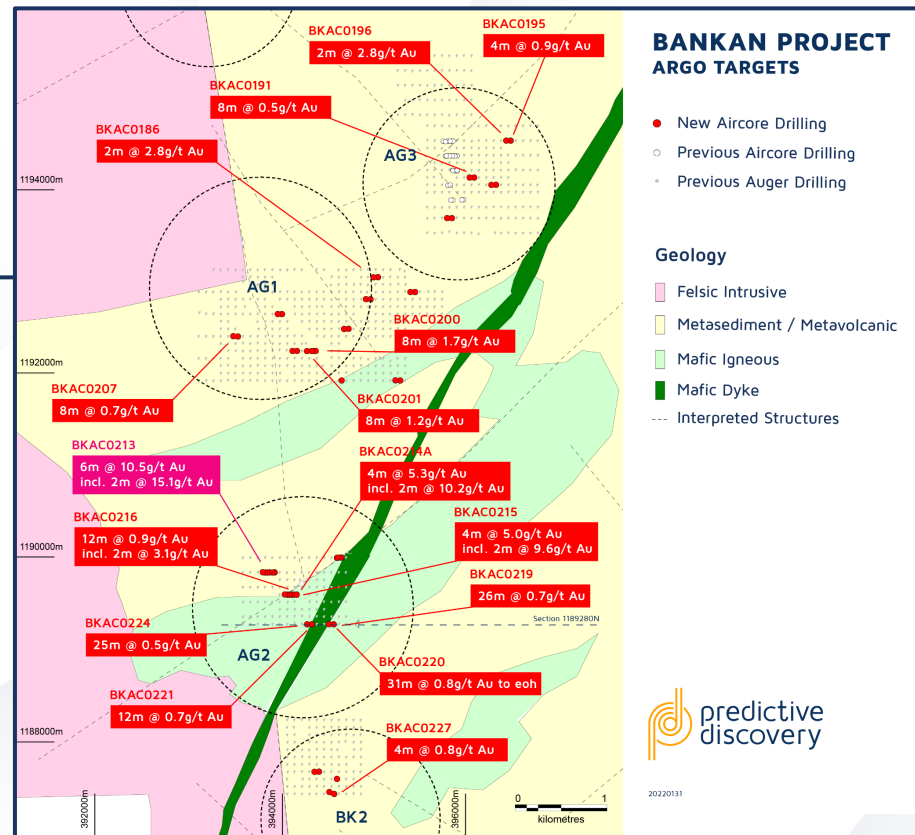 BANKAN PROJECT
ARGO TARGETS
New Aircore Drilling
Previous Aircore Drilling
Previous Auger Drilling
Geology
Felsic Intrusive
Metasediment / Metavolcanic
Mafic Igneous
Mafic Dyke
Interpreted Structures
predictive
discovery
20220131
BKAC0196
2m @ 2.8g/t Au
BKAC0195
4m @ 0.9g/t Au
BKAC0191
8m @ 0.5g/t Au
BKAC0186
2m @ 2.8g/t Au
AG3
1194000m
AG1
BKAC0200
8m @ 1.7g/t Au
1192000m
BKAC0207
8m @ 0.7g/t Au
BKAC0201
8m @ 1.2g/t Au
BKAC0213
6m @ 10.5g/t Au
incl. 2m @ 15.1g/t Au
BKAC0214A
4m @ 5.3g/t Au
incl. 2m @ 10.2g/t Au
BKAC0216
12m @ 0.9g/t Au
incl. 2m @ 3.1g/t Au
BKAC0215
4m @ 5.0g/t Au
incl. 2m @ 9.6g/t Au
1190000m
BKAC0219
26m @ 0.7g/t Au
Section 1189280N
BKAC0224
25m @ 0.5g/t Au
AG2
BKAC0220
31m @ 0.8g/t Au to eoh
BKAC0221
12m @ 0.7g/t Au
1188000m
BKAC0227
4m @ 0.8g/t Au
BK2
392000m
394000m
396000m
0 1
kilometres